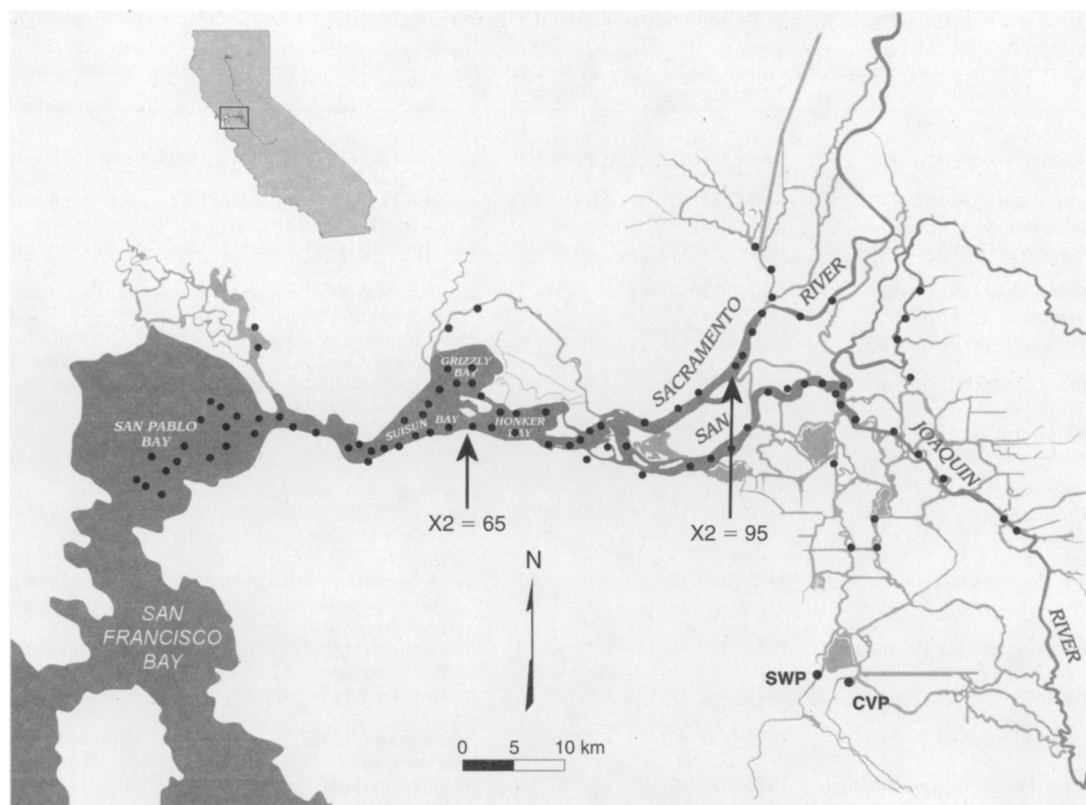 SACRAMENTO
RIVER
GRIZZLY
BAY
SAN PABLO
BAY
SUISUN BAY
HONKER
BAY
SAN
JOAQUIN
RIVER
X2 = 65
X2 = 95
N
SAN
FRANCISCO
BAY
SWP
CVP
0 5 10 km